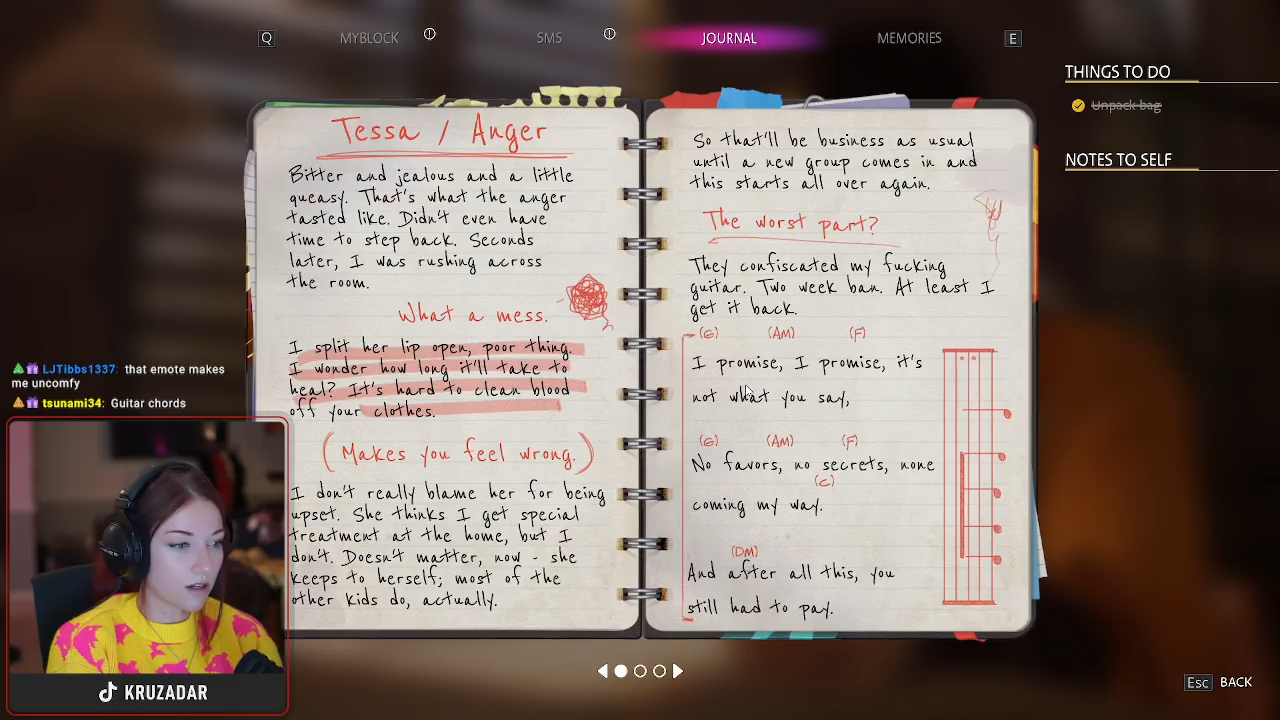 Q
MYBLOCK
SMS
JOURNAL
MEMORIES
E
THINGS TO DO
Unpack bag
NOTES TO SELF
Tessa / Anger
Bitter and jealous and a little
queasy. That's what the anger
tasted like. Didn't even have
time to step back. Seconds
later, I was rushing across
the room.
What a mess.
I split her lip open, poor thing.
I wonder how long it'll take to
heal? It's hard to clean blood
off your clothes.
(Makes you feel wrong.)
I don't really blame her for being
upset. She thinks I get special
treatment at the home, but I
don't. Doesn't matter, now - she
keeps to herself; most of the
other kids do, actually.
So that'll be business as usual
until a new group comes in and
this starts all over again.
The worst part?
They confiscated my fucking
guitar. Two week ban. At least I
get it back.
(G) (AM) (F)
I promise, I promise, it's
not what you say,
(G) (AM) (F)
No favors, no secrets, none
(C)
coming my way.
(DM)
And after all this, you
still had to pay.
LJTibbs1337: that emote makes
me uncomfy
tsunami34: Guitar chords
KRUZADAR
Esc BACK